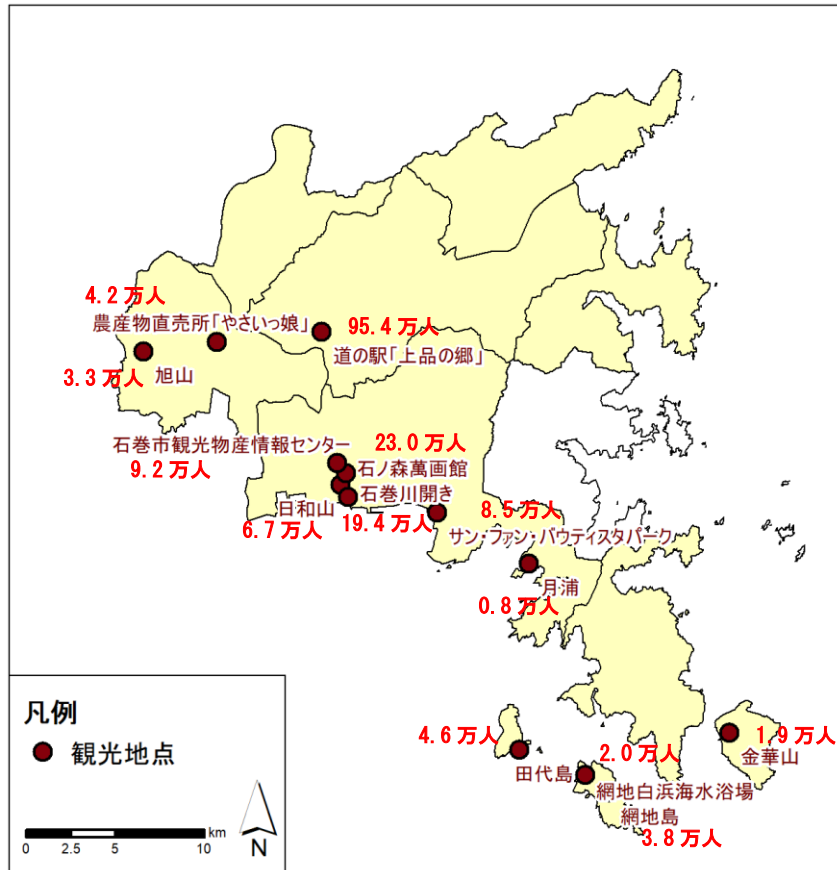 4.2 万人
農産物直売所「やさいっ娘」
95.4 万人
道の駅「上品の郷」
3.3 万人
旭山
石巻市観光物産情報センター
23.0 万人
9.2 万人
石ノ森萬画館
石巻川開き
日和山
6.7 万人
19.4 万人
8.5 万人
サン・ファン・バウティスタパーク
月浦
0.8 万人
4.6 万人
田代島
2.0 万人
網地白浜海水浴場
網地島
3.8 万人
1.9 万人
金華山
凡例
観光地点
km
0 2.5 5 10
N